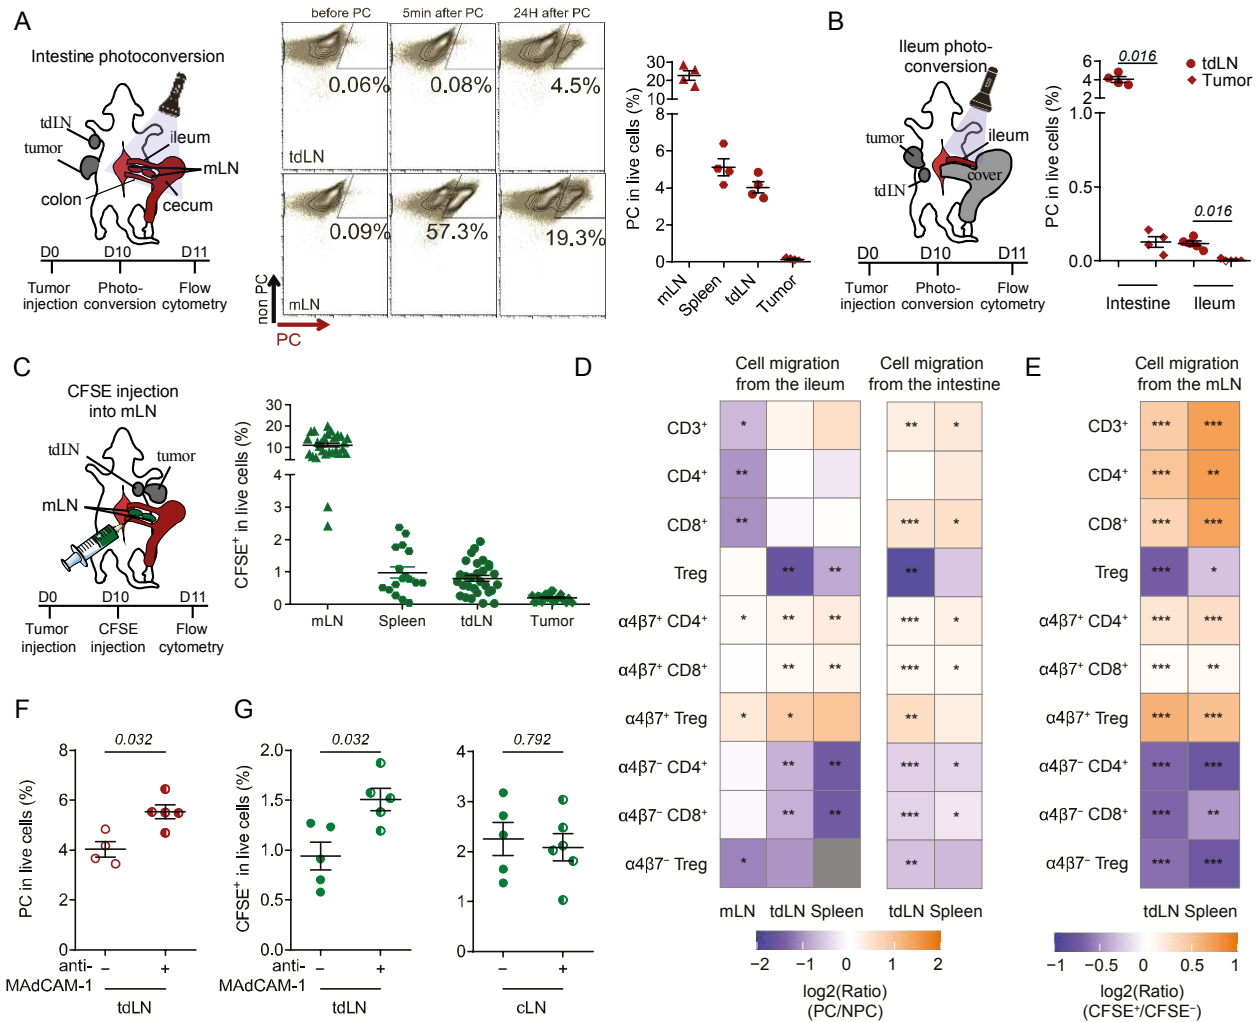 A
Intestine photoconversion
tdIN
tumor
ileum
mLN
colon
cecum
D0 D10 D11
Tumor Photo- Flow
injection conversion cytometry
before PC 5min after PC 24H after PC
0.06% 0.08% 4.5%
tdLN
0.09% 57.3% 19.3%
mLN
non PC
PC
PC in live cells (%)
30
20
10
8
6
4
2
0
mLN Spleen tdLN Tumor
B
Ileum photo-
conversion
tumor
ileum
tdIN
cover
D0 D10 D11
Tumor Photo- Flow
injection Conversion cytometry
PC in live cells (%)
6
4
2
1.0
0.5
0.0
0.016
0.016
tdLN
Tumor
Intestine Ileum
C
CFSE injection
into mLN
tdIN
tumor
mLN
D0 D10 D11
Tumor CFSE Flow
injection injection cytometry
CFSE+ in live cells (%)
30
20
10
4
3
2
1
0
mLN Spleen tdLN Tumor
D
Cell migration
from the ileum
Cell migration
from the intestine
CD3+ * ** *
CD4+ **
CD8+ ** *** *
Treg ** ** **
α4β7+ CD4+ * ** ** *** *
α4β7+ CD8+ ** ** *** *
α4β7+ Treg * * **
α4β7− CD4+ ** ** *** *
α4β7− CD8+ ** ** *** *
α4β7− Treg * **
mLN tdLN Spleen tdLN Spleen
−2 −1 0 1 2
log2(Ratio)
(PC/NPC)
E
Cell migration
from the mLN
CD3+ *** ***
CD4+ *** **
CD8+ *** ***
Treg *** *
α4β7+ CD4+ *** ***
α4β7+ CD8+ *** **
α4β7+ Treg *** ***
α4β7− CD4+ *** ***
α4β7− CD8+ *** **
α4β7− Treg *** ***
tdLN Spleen
−1 −0.5 0 0.5 1
log2(Ratio)
(CFSE+/CFSE−)
F
PC in live cells (%)
8
6
4
2
0
0.032
anti- − +
MAdCAM-1
tdLN
G
CFSE+ in live cells (%)
2.0
1.5
1.0
0.5
0.0
0.032
anti- − +
MAdCAM-1
tdLN
4
3
2
1
0
0.792
− +
cLN